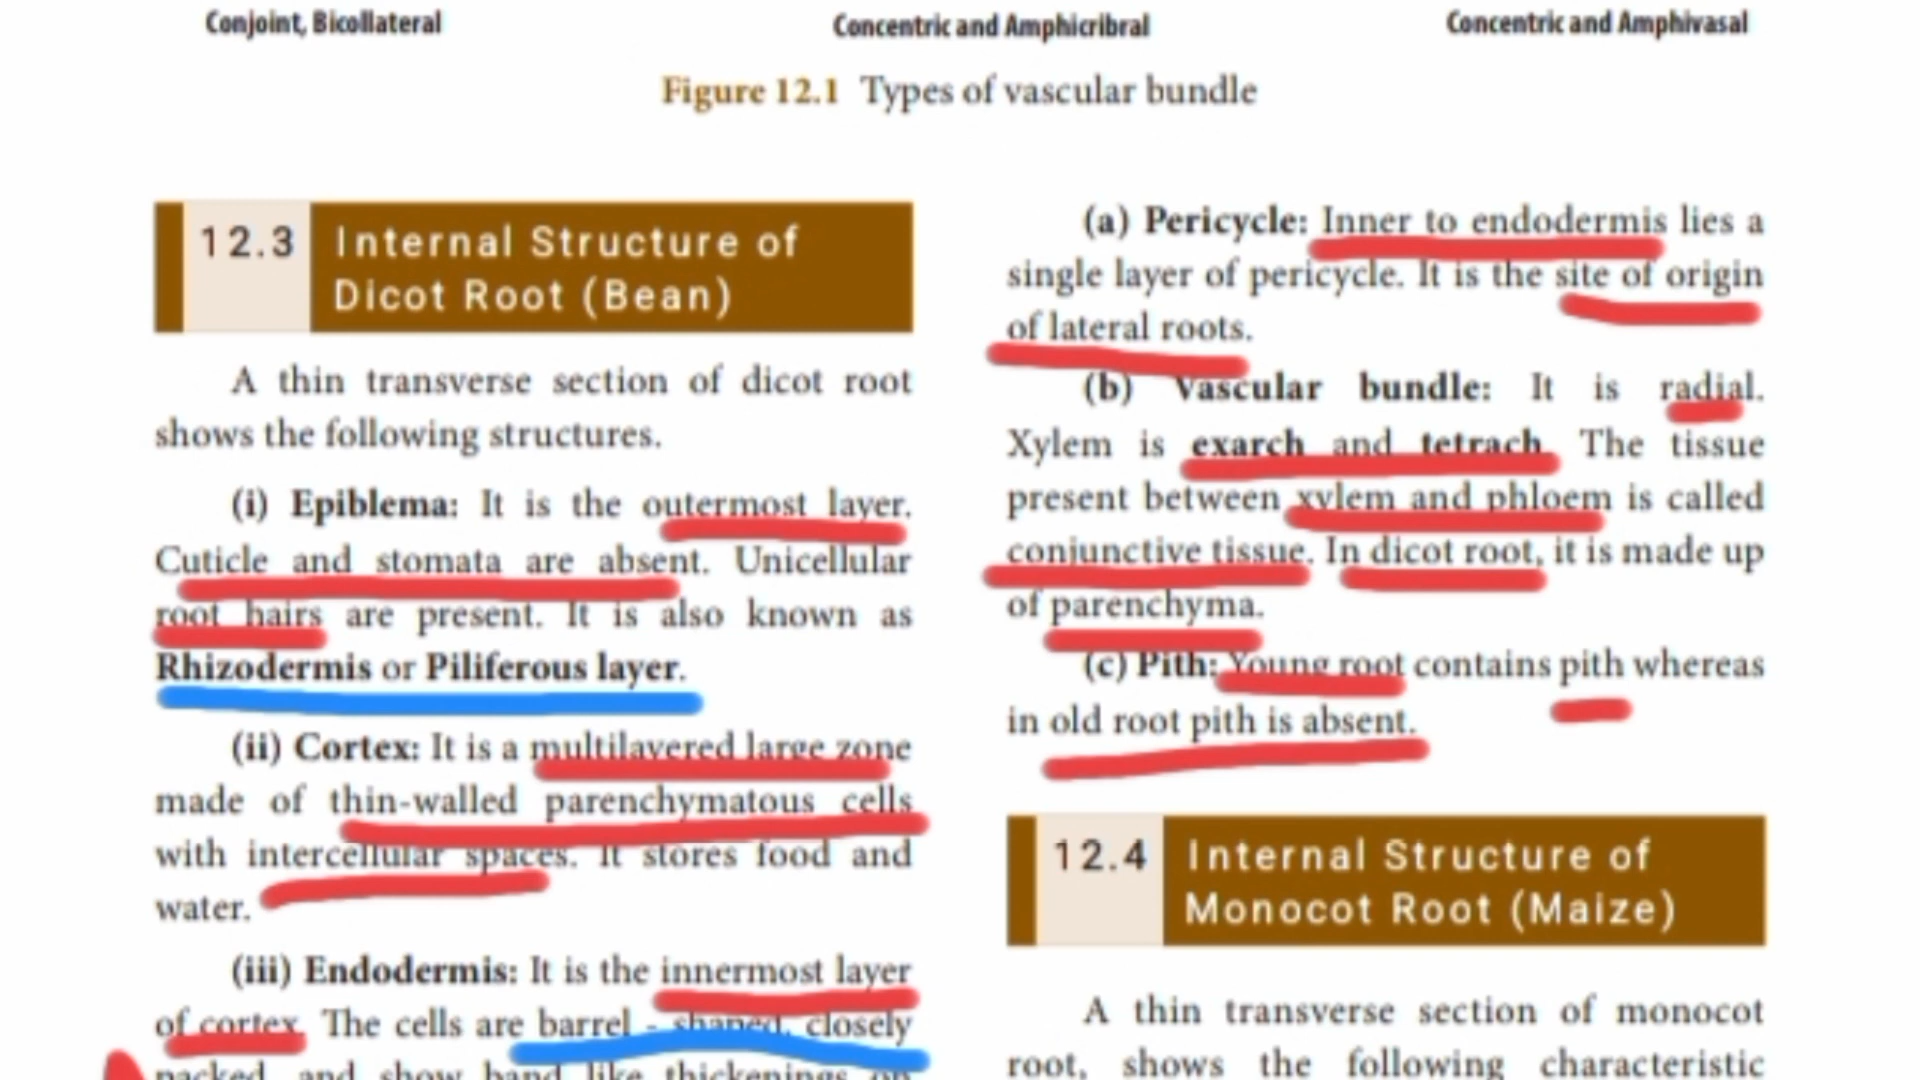 Conjoint, Bicollateral
Concentric and Amphicribral
Concentric and Amphivasal
Figure 12.1 Types of vascular bundle
12.3 Internal Structure of
Dicot Root (Bean)
A thin transverse section of dicot root
shows the following structures.
(i) Epiblema: It is the outermost layer.
Cuticle and stomata are absent. Unicellular
root hairs are present. It is also known as
Rhizodermis or Piliferous layer.
(ii) Cortex: It is a multilayered large zone
made of thin-walled parenchymatous cells
with intercellular spaces. It stores food and
water.
(iii) Endodermis: It is the innermost layer
of cortex. The cells are barrel - shaped, closely
packed, and show band like thickenings on
(a) Pericycle: Inner to endodermis lies a
single layer of pericycle. It is the site of origin
of lateral roots.
(b) Vascular bundle: It is radial.
Xylem is exarch and tetrach. The tissue
present between xylem and phloem is called
conjunctive tissue. In dicot root, it is made up
of parenchyma.
(c) Pith: Young root contains pith whereas
in old root pith is absent.
12.4 Internal Structure of
Monocot Root (Maize)
A thin transverse section of monocot
root, shows the following characteristic